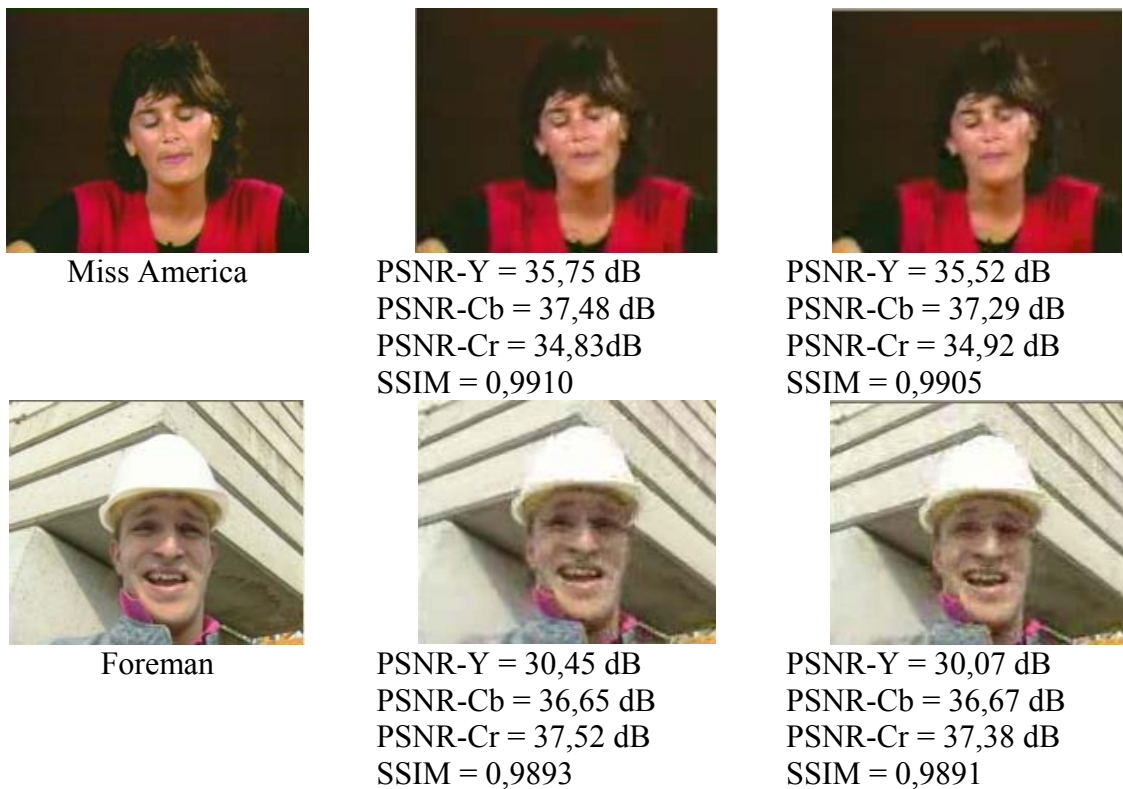 Miss America
PSNR-Y = 35,75 dB
PSNR-Cb = 37,48 dB
PSNR-Cr = 34,83dB
SSIM = 0,9910
PSNR-Y = 35,52 dB
PSNR-Cb = 37,29 dB
PSNR-Cr = 34,92 dB
SSIM = 0,9905
Foreman
PSNR-Y = 30,45 dB
PSNR-Cb = 36,65 dB
PSNR-Cr = 37,52 dB
SSIM = 0,9893
PSNR-Y = 30,07 dB
PSNR-Cb = 36,67 dB
PSNR-Cr = 37,38 dB
SSIM = 0,9891